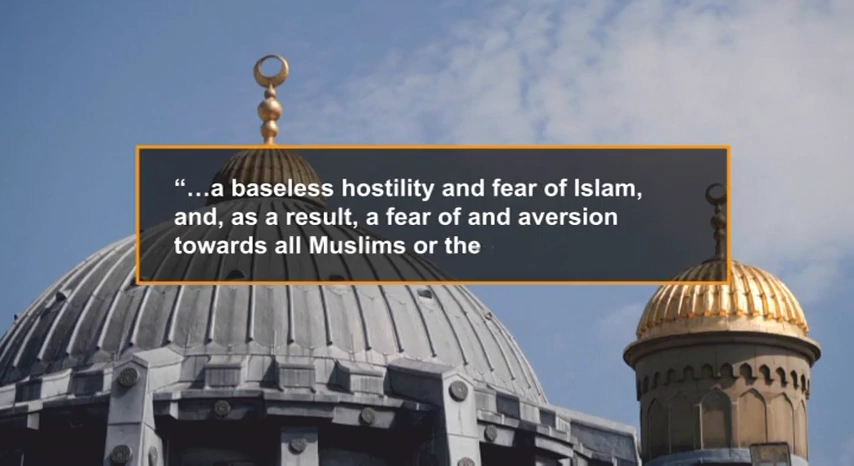 “…a baseless hostility and fear of Islam,
and, as a result, a fear of and aversion
towards all Muslims or the